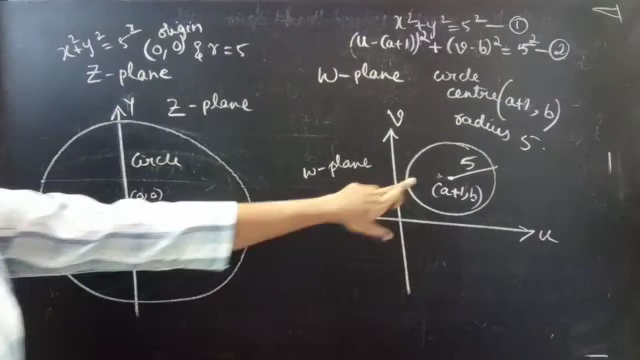 x²+y²=5²
origin
(0,0) & r=5
Z-plane
x²+y²=5² — ①
(u-(a+1))²+(v-b)²=5² — ②
W-plane
circle
centre (a+1, b)
radius 5.
Y
Z-plane
circle
(0,0)
v
w-plane
5
(a+1,b)
u